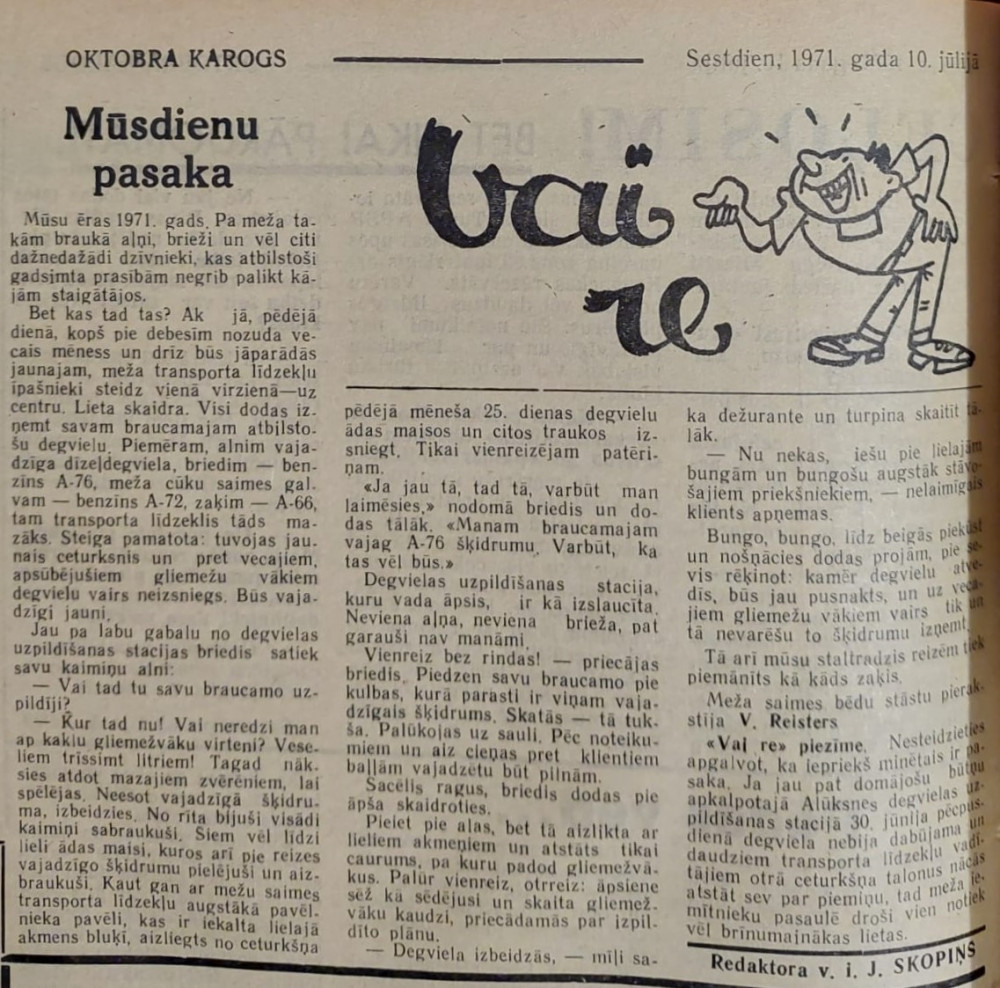 OKTOBRA KAROGS
Sestdien, 1971. gada 10. jūlijā
Mūsdienu
pasaka
Vai
re
Mūsu ēras 1971. gads. Pa meža ta-
kām braukā aļņi, brieži un vēl citi
dažnedažādi dzīvnieki, kas atbilstoši
gadsimta prasībām negrib palikt kā-
jām staigātājos.
Bet kas tad tas? Ak jā, pēdējā
dienā, kopš pie debesīm nozuda ve-
cais mēness un drīz būs jāparādās
jaunajam, meža transporta līdzekļu
īpašnieki steidz vienā virzienā—uz
centru. Lieta skaidra. Visi dodas iz-
ņemt savam braucamajam atbilsto-
šu degvielu. Piemēram, alnim vaja-
dzīga dīzeļdegviela, briedim — ben-
zīns A-76, meža cūku saimes gal-
vam — benzīns A-72, zaķim — A-66,
tam transporta līdzeklis tāds ma-
zāks. Steiga pamatota: tuvojas jau-
nais ceturksnis un pret vecajiem,
apsūbējušiem gliemežu vākiem
degvielu vairs neizsniegs. Būs vaja-
dzīgi jauni.
Jau pa labu gabalu no degvielas
uzpildīšanas stacijas briedis satiek
savu kaimiņu alni:
— Vai tad tu savu braucamo uz-
pildīji?
— Kur tad nu! Vai neredzi man
ap kaklu gliemežvāku virteni? Vese-
liem trīssimt litriem! Tagad nāk-
sies atdot mazajiem zvērēniem, lai
spēlējas. Neesot vajadzīgā šķidru-
ma, izbeidzies. No rīta bijuši visādi
kaimiņi sabraukuši. Šiem vēl līdzi
lieli ādas maisi, kuros arī pie reizes
vajadzīgo šķidrumu pielējuši un aiz-
braukuši. Kaut gan ar mežu saimes
transporta līdzekļu augstākā pavēl-
nieka pavēli, kas ir iekalta lielajā
akmens bluķī, aizliegts no ceturkšņa
pēdējā mēneša 25. dienas degvielu
ādas maisos un citos traukos iz-
sniegt. Tikai vienreizējam patēri-
ņam.
«Ja jau tā, tad tā, varbūt man
laimēsies,» nodomā briedis un do-
das tālāk. «Manam braucamajam
vajag A-76 šķidrumu. Varbūt, ka
tas vēl būs.»
Degvielas uzpildīšanas stacija,
kuru vada āpsis, ir kā izslaucīta.
Neviena aļņa, neviena brieža, pat
garauši nav manāmi.
Vienreiz bez rindas! — priecājas
briedis. Piedzen savu braucamo pie
kulbas, kurā parasti ir viņam vaja-
dzīgais šķidrums. Skatās — tā tuk-
ša. Palūkojas uz sauli. Pēc noteiku-
miem un aiz cieņas pret klientiem
baļļām vajadzētu būt pilnām.
Sacēlis ragus, briedis dodas pie
āpša skaidroties.
Pieiet pie alas, bet tā aizlikta ar
lieliem akmeņiem un atstāts tikai
caurums, pa kuru padod gliemežvā-
kus. Palūr vienreiz, otrreiz: āpsiene
sēž kā sēdējusi un skaita gliemež-
vāku kaudzi, priecādamās par izpil-
dīto plānu.
— Degviela izbeidzās, — mīļi sa-
ka dežurante un turpina skaitīt tā-
lāk.
— Nu nekas, iešu pie lielajām
bungām un bungošu augstāk stāvo-
šajiem priekšniekiem, — nelaimīgais
klients apņemas.
Bungo, bungo, līdz beigās piekūst
un nošņācies dodas projām, pie se-
vis rēķinot: kamēr degvielu atve-
dīs, būs jau pusnakts, un uz veca-
jiem gliemežu vākiem vairs tik un
tā nevarēšu to šķidrumu izņemt.
Tā arī mūsu staltradzis reizēm tiek
piemānīts kā kāds zaķis.
Meža saimes bēdu stāstu pierak-
stīja V. Reisters
«Vai re» piezīme. Nesteidzieties
apgalvot, ka iepriekš minētais ir pa-
saka. Ja jau pat domājošu būtņu
apkalpotajā Alūksnes degvielas uz-
pildīšanas stacijā 30. jūnija pēcpus-
dienā degviela nebija dabūjama un
daudziem transporta līdzekļu vadī-
tājiem otrā ceturkšņa talonus nācās
atstāt sev par piemiņu, tad meža ie-
mītnieku pasaulē droši vien notiek
vēl brīnumainākas lietas.
Redaktora v. i. J. SKOPIŅŠ